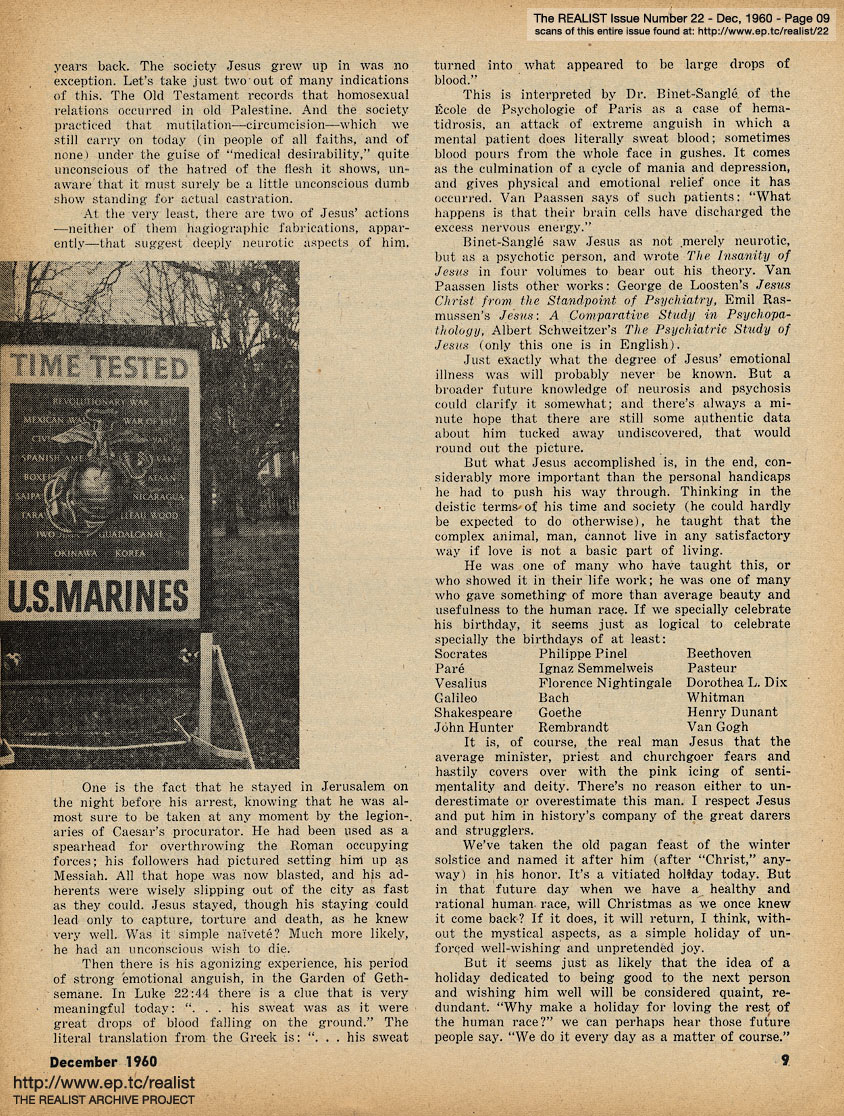 The REALIST Issue Number 22 - Dec, 1960 - Page 09
scans of this entire issue found at: http://www.ep.tc/realist/22
years back. The society Jesus grew up in was no
exception. Let's take just two out of many indications
of this. The Old Testament records that homosexual
relations occurred in old Palestine. And the society
practiced that mutilation—circumcision—which we
still carry on today (in people of all faiths, and of
none) under the guise of "medical desirability," quite
unconscious of the hatred of the flesh it shows, un-
aware that it must surely be a little unconscious dumb
show standing for actual castration.
At the very least, there are two of Jesus' actions
—neither of them hagiographic fabrications, appar-
ently—that suggest deeply neurotic aspects of him.
TIME TESTED
REVOLUTIONARY WAR
MEXICAN WAR WAR OF 1812
CIVIL WAR
SPANISH AMER WAR
BOXER BATAAN
SAIPAN NICARAGUA
TARAWA BELLEAU WOOD
IWO JIMA GUADALCANAL
OKINAWA KOREA
U.S.MARINES
One is the fact that he stayed in Jerusalem on
the night before his arrest, knowing that he was al-
most sure to be taken at any moment by the legion-
aries of Caesar's procurator. He had been used as a
spearhead for overthrowing the Roman occupying
forces; his followers had pictured setting him up as
Messiah. All that hope was now blasted, and his ad-
herents were wisely slipping out of the city as fast
as they could. Jesus stayed, though his staying could
lead only to capture, torture and death, as he knew
very well. Was it simple naïveté? Much more likely,
he had an unconscious wish to die.
Then there is his agonizing experience, his period
of strong emotional anguish, in the Garden of Geth-
semane. In Luke 22:44 there is a clue that is very
meaningful today: ". . . his sweat was as it were
great drops of blood falling on the ground." The
literal translation from the Greek is: ". . . his sweat
turned into what appeared to be large drops of
blood."
This is interpreted by Dr. Binet-Sanglé of the
École de Psychologie of Paris as a case of hema-
tidrosis, an attack of extreme anguish in which a
mental patient does literally sweat blood; sometimes
blood pours from the whole face in gushes. It comes
as the culmination of a cycle of mania and depression,
and gives physical and emotional relief once it has
occurred. Van Paassen says of such patients: "What
happens is that their brain cells have discharged the
excess nervous energy."
Binet-Sanglé saw Jesus as not merely neurotic,
but as a psychotic person, and wrote The Insanity of
Jesus in four volumes to bear out his theory. Van
Paassen lists other works: George de Loosten's Jesus
Christ from the Standpoint of Psychiatry, Emil Ras-
mussen's Jesus: A Comparative Study in Psychopa-
thology, Albert Schweitzer's The Psychiatric Study of
Jesus (only this one is in English).
Just exactly what the degree of Jesus' emotional
illness was will probably never be known. But a
broader future knowledge of neurosis and psychosis
could clarify it somewhat; and there's always a mi-
nute hope that there are still some authentic data
about him tucked away undiscovered, that would
round out the picture.
But what Jesus accomplished is, in the end, con-
siderably more important than the personal handicaps
he had to push his way through. Thinking in the
deistic terms of his time and society (he could hardly
be expected to do otherwise), he taught that the
complex animal, man, cannot live in any satisfactory
way if love is not a basic part of living.
He was one of many who have taught this, or
who showed it in their life work; he was one of many
who gave something of more than average beauty and
usefulness to the human race. If we specially celebrate
his birthday, it seems just as logical to celebrate
specially the birthdays of at least:
Socrates Philippe Pinel Beethoven
Paré Ignaz Semmelweis Pasteur
Vesalius Florence Nightingale Dorothea L. Dix
Galileo Bach Whitman
Shakespeare Goethe Henry Dunant
John Hunter Rembrandt Van Gogh
It is, of course, the real man Jesus that the
average minister, priest and churchgoer fears and
hastily covers over with the pink icing of senti-
mentality and deity. There's no reason either to un-
derestimate or overestimate this man. I respect Jesus
and put him in history's company of the great darers
and strugglers.
We've taken the old pagan feast of the winter
solstice and named it after him (after "Christ," any-
way) in his honor. It's a vitiated holiday today. But
in that future day when we have a healthy and
rational human race, will Christmas as we once knew
it come back? If it does, it will return, I think, with-
out the mystical aspects, as a simple holiday of un-
forced well-wishing and unpretended joy.
But it seems just as likely that the idea of a
holiday dedicated to being good to the next person
and wishing him well will be considered quaint, re-
dundant. "Why make a holiday for loving the rest of
the human race?" we can perhaps hear those future
people say. "We do it every day as a matter of course."
December 1960
9
http://www.ep.tc/realist
THE REALIST ARCHIVE PROJECT